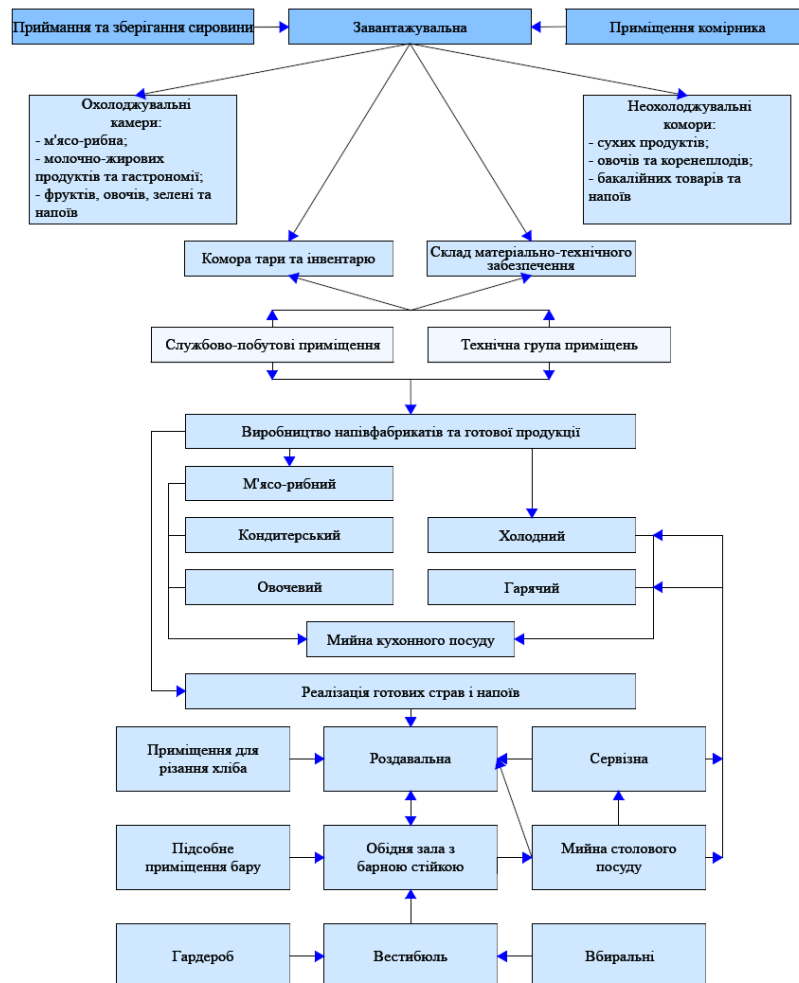 Приймання та зберігання сировини
Завантажувальна
Приміщення комірника
Охолоджувальні
камери:
- м'ясо-рибна;
- молочно-жирових
продуктів та гастрономії;
- фруктів, овочів, зелені та
напоїв
Неохолоджувальні
комори:
- сухих продуктів;
- овочів та коренеплодів;
- бакалійних товарів та
напоїв
Комора тари та інвентарю
Склад матеріально-технічного
забезпечення
Службово-побутові приміщення
Технічна група приміщень
Виробництво напівфабрикатів та готової продукції
М'ясо-рибний
Кондитерський
Холодний
Овочевий
Гарячий
Мийна кухонного посуду
Реалізація готових страв і напоїв
Приміщення для
різання хліба
Роздавальна
Сервізна
Підсобне
приміщення бару
Обідня зала з
барною стійкою
Мийна столового
посуду
Гардероб
Вестибюль
Вбиральні